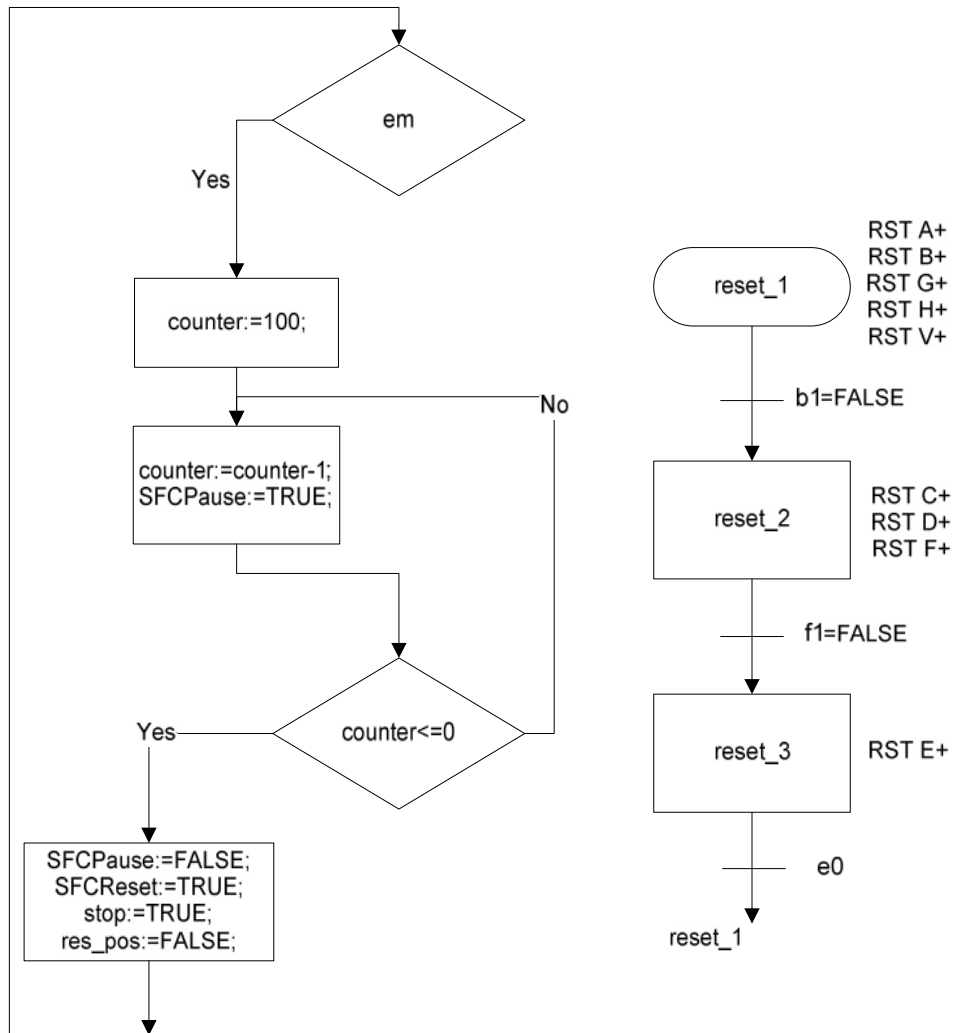 em
Yes
counter:=100;
No
counter:=counter-1;
SFCPause:=TRUE;
counter<=0
Yes
SFCPause:=FALSE;
SFCReset:=TRUE;
stop:=TRUE;
res_pos:=FALSE;
reset_1
RST A+
RST B+
RST G+
RST H+
RST V+
b1=FALSE
reset_2
RST C+
RST D+
RST F+
f1=FALSE
reset_3
RST E+
e0
reset_1